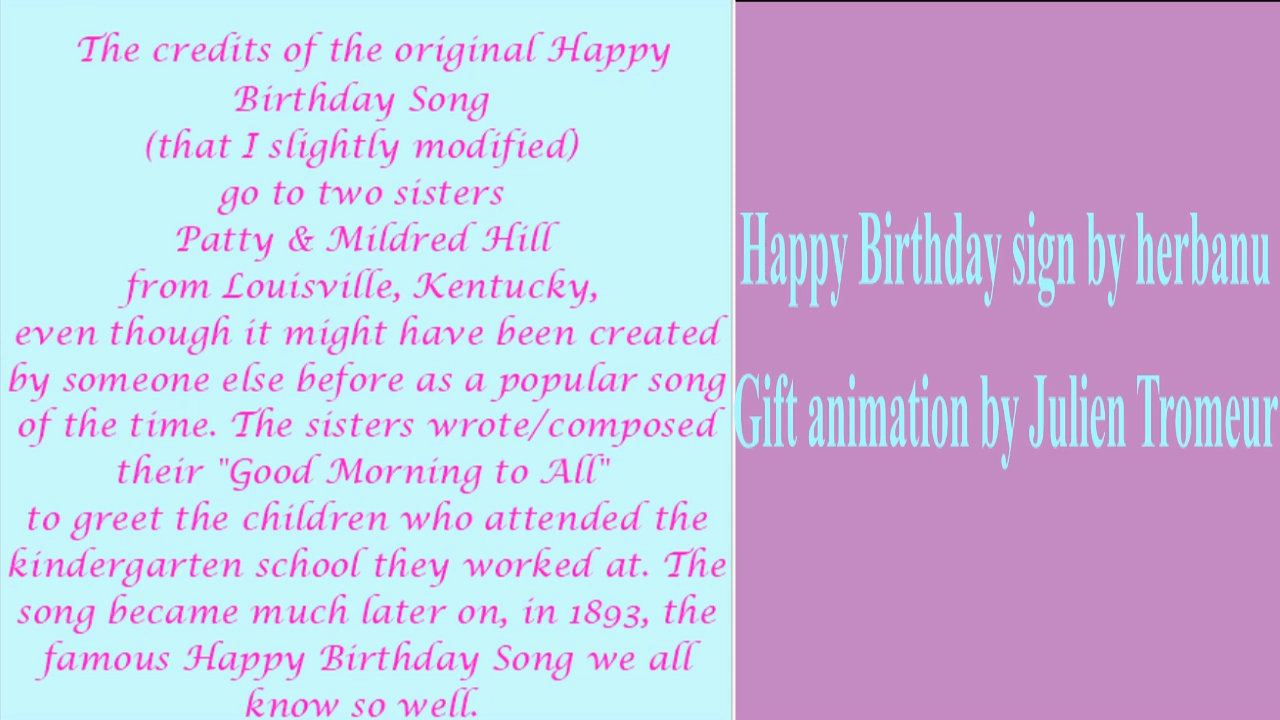 The credits of the original Happy
Birthday Song
(that I slightly modified)
go to two sisters
Patty & Mildred Hill
from Louisville, Kentucky,
even though it might have been created
by someone else before as a popular song
of the time. The sisters wrote/composed
their "Good Morning to All"
to greet the children who attended the
kindergarten school they worked at. The
song became much later on, in 1893, the
famous Happy Birthday Song we all
know so well.
Happy Birthday sign by herbanu
Gift animation by Julien Tromeur